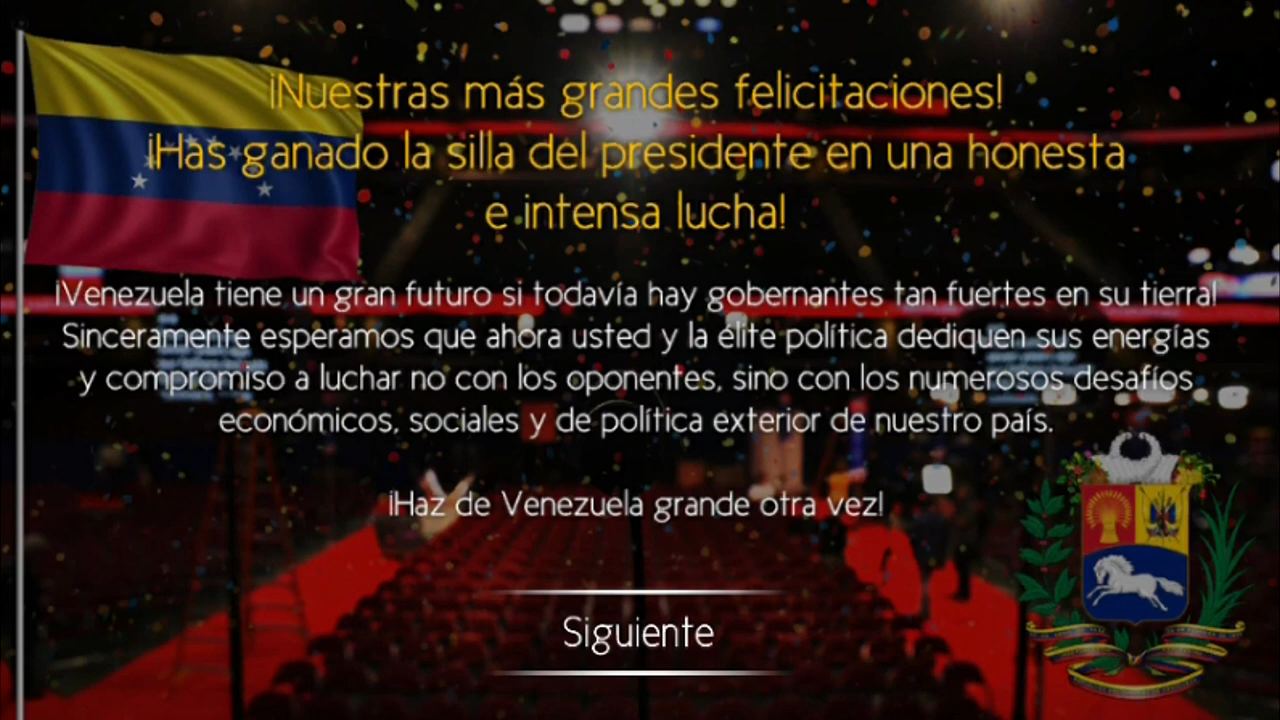 ¡Nuestras más grandes felicitaciones!
¡Has ganado la silla del presidente en una honesta
e intensa lucha!
¡Venezuela tiene un gran futuro si todavía hay gobernantes tan fuertes en su tierra!
Sinceramente esperamos que ahora usted y la élite política dediquen sus energías
y compromiso a luchar no con los oponentes, sino con los numerosos desafíos
económicos, sociales y de política exterior de nuestro país.
¡Haz de Venezuela grande otra vez!
Siguiente